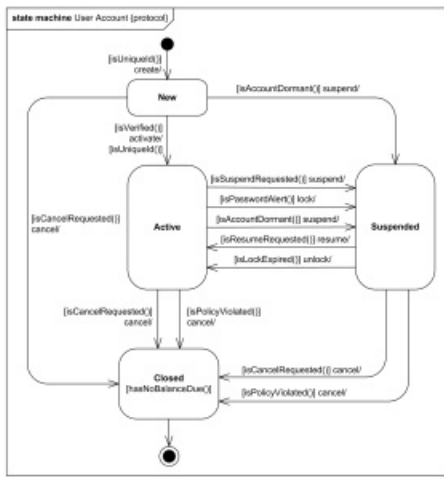 state machine User Account {protocol}
[isUniqueId()]
create/
New
[isAccountDormant()] suspend/
[isVerified()]
activate/
[isUniqueId()]
[isSuspendRequested()] suspend/
[isPasswordAlert()] lock/
[isAccountDormant()] suspend/
[isResumeRequested()] resume/
[isLockExpired()] unlock/
Active
Suspended
[isCancelRequested()]
cancel/
[isCancelRequested()]
cancel/
[isPolicyViolated()]
cancel/
Closed
[hasNoBalanceDue()]
[isCancelRequested()] cancel/
[isPolicyViolated()] cancel/